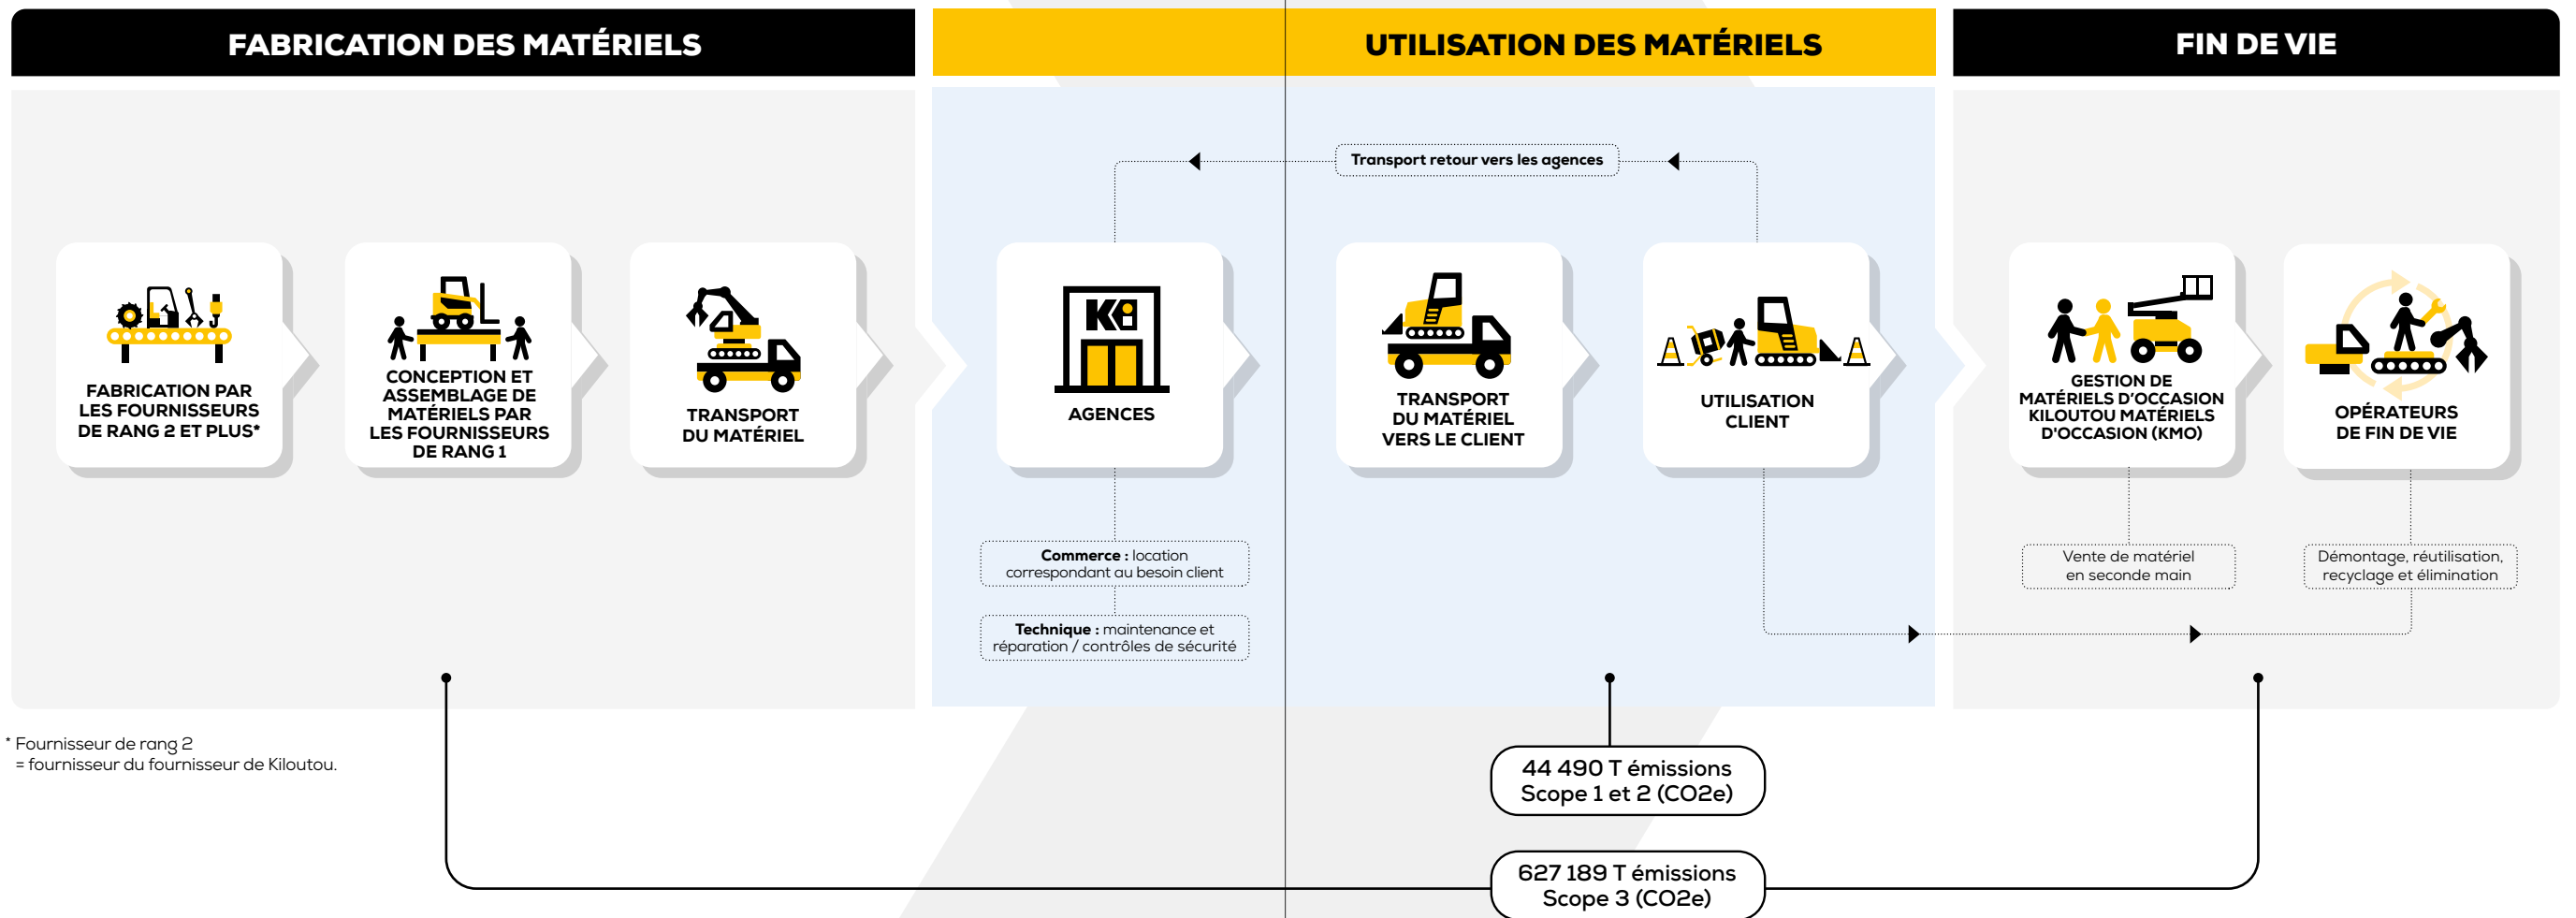 FABRICATION DES MATÉRIELS
UTILISATION DES MATÉRIELS
FIN DE VIE
Transport retour vers les agences
FABRICATION PAR
LES FOURNISSEURS
DE RANG 2 ET PLUS*
CONCEPTION ET
ASSEMBLAGE DE
MATÉRIELS PAR
LES FOURNISSEURS
DE RANG 1
TRANSPORT
DU MATÉRIEL
Ki
AGENCES
TRANSPORT
DU MATÉRIEL
VERS LE CLIENT
UTILISATION
CLIENT
GESTION DE
MATÉRIELS D’OCCASION
KILOUTOU MATÉRIELS
D'OCCASION (KMO)
OPÉRATEURS
DE FIN DE VIE
Commerce : location
correspondant au besoin client
Technique : maintenance et
réparation / contrôles de sécurité
Vente de matériel
en seconde main
Démontage, réutilisation,
recyclage et élimination
* Fournisseur de rang 2
= fournisseur du fournisseur de Kiloutou.
44 490 T émissions
Scope 1 et 2 (CO2e)
627 189 T émissions
Scope 3 (CO2e)